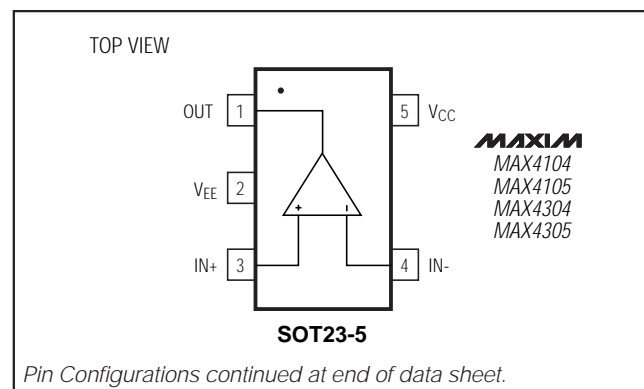 TOP VIEW
OUT 1
5 VCC
VEE 2
IN+ 3
4 IN-
+ -
MAXIM
MAX4104
MAX4105
MAX4304
MAX4305
SOT23-5
Pin Configurations continued at end of data sheet.